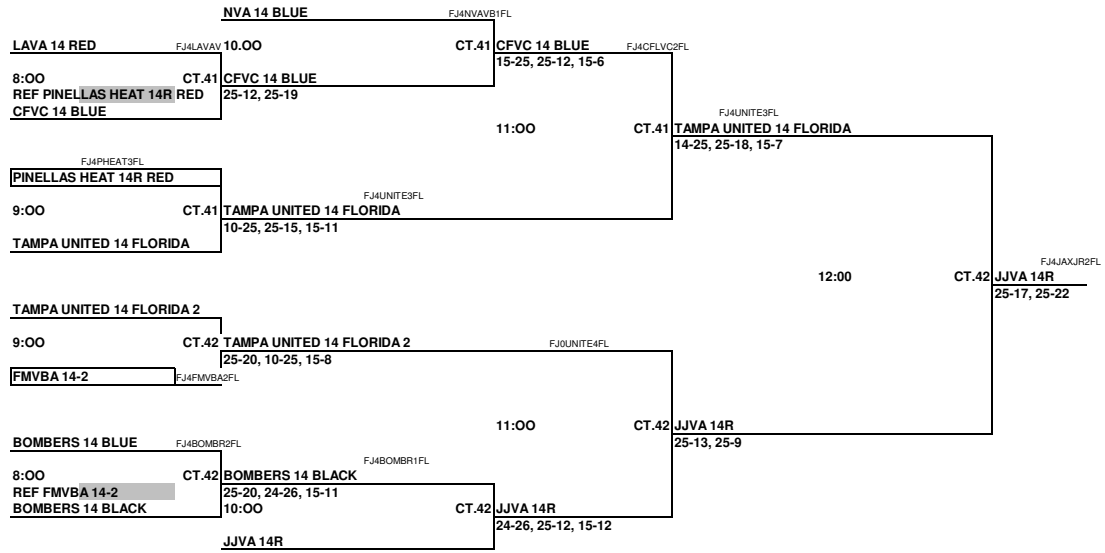 NVA 14 BLUE FJ4NVAVB1FL
LAVA 14 RED FJ4LAVAV 10.OO CT.41 CFVC 14 BLUE FJ4CFLVC2FL
15-25, 25-12, 15-6
8:OO CT.41 CFVC 14 BLUE
REF PINELLAS HEAT 14R RED 25-12, 25-19
CFVC 14 BLUE FJ4UNITE3FL
11:OO CT.41 TAMPA UNITED 14 FLORIDA
14-25, 25-18, 15-7
FJ4PHEAT3FL
PINELLAS HEAT 14R RED
FJ4UNITE3FL
9:OO CT.41 TAMPA UNITED 14 FLORIDA
10-25, 25-15, 15-11
TAMPA UNITED 14 FLORIDA
FJ4JAXJR2FL
12:00 CT.42 JJVA 14R
25-17, 25-22
TAMPA UNITED 14 FLORIDA 2
9:OO CT.42 TAMPA UNITED 14 FLORIDA 2 FJ0UNITE4FL
25-20, 10-25, 15-8
FMVBA 14-2 FJ4FMVBA2FL
11:OO CT.42 JJVA 14R
BOMBERS 14 BLUE FJ4BOMBR2FL 25-13, 25-9
FJ4BOMBR1FL
8:OO CT.42 BOMBERS 14 BLACK
REF FMVBA 14-2 25-20, 24-26, 15-11
BOMBERS 14 BLACK 10:OO CT.42 JJVA 14R
24-26, 25-12, 15-12
JJVA 14R